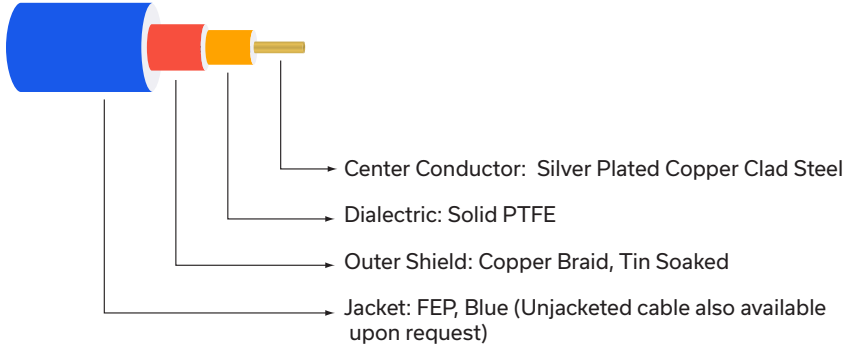 Center Conductor:  Silver Plated Copper Clad Steel
Dialectric: Solid PTFE
Outer Shield: Copper Braid, Tin Soaked
Jacket: FEP, Blue (Unjacketed cable also available
upon request)